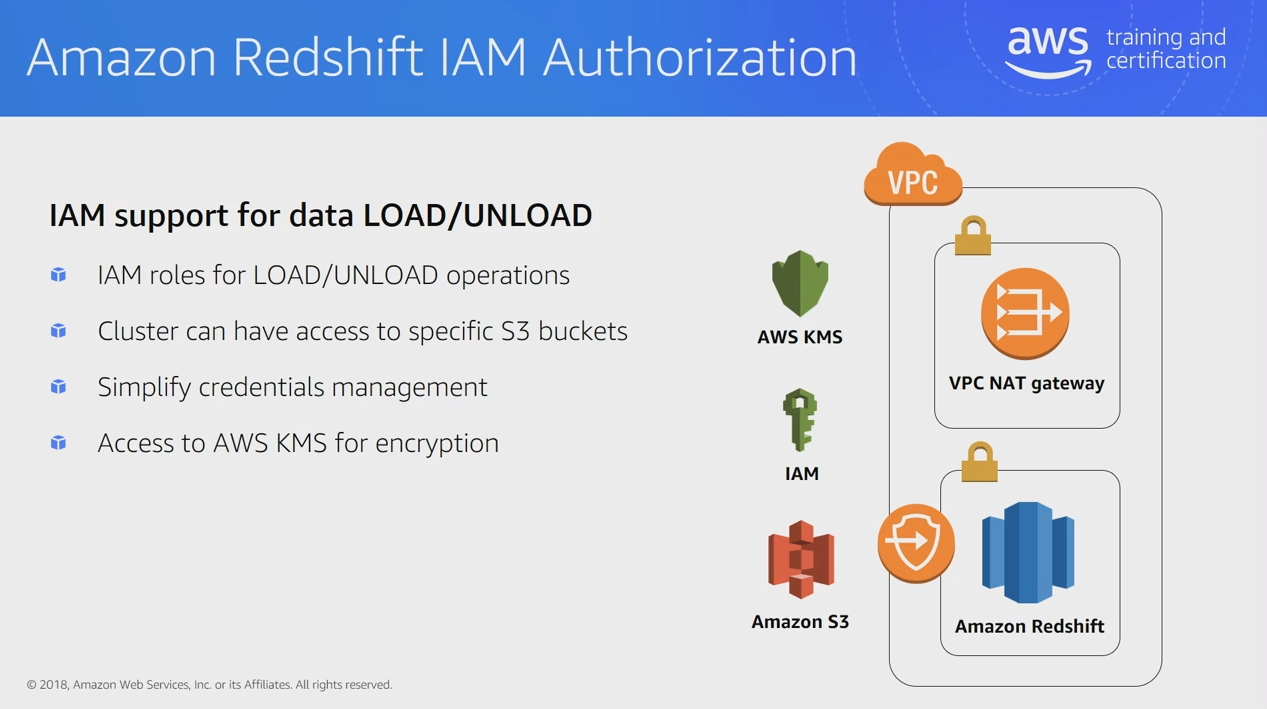 Amazon Redshift IAM Authorization
aws training and
certification
IAM support for data LOAD/UNLOAD
IAM roles for LOAD/UNLOAD operations
Cluster can have access to specific S3 buckets
Simplify credentials management
Access to AWS KMS for encryption
VPC
AWS KMS
VPC NAT gateway
IAM
Amazon S3
Amazon Redshift
© 2018, Amazon Web Services, Inc. or its Affiliates. All rights reserved.